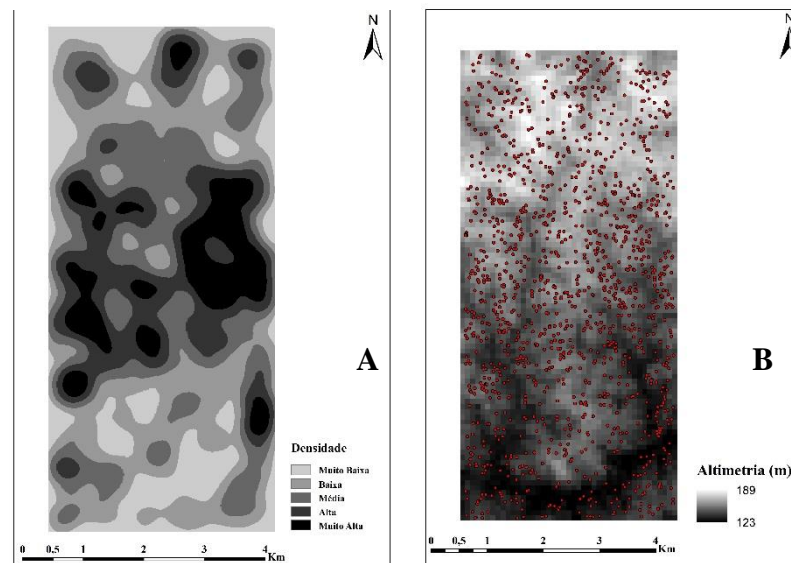 N
A
Densidade
Muito Baixa
Baixa
Média
Alta
Muito Alta
0 0,5 1 2 3 4
Km
N
B
Altimetria (m)
189
123
0 0,5 1 2 3 4
Km